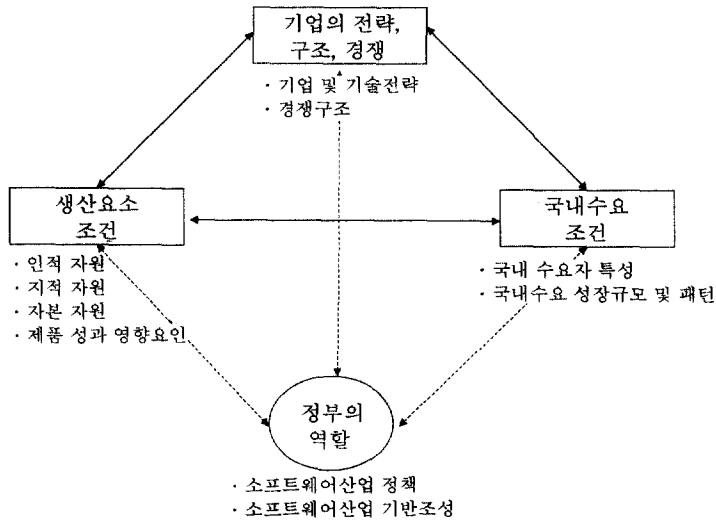 기업의 전략,
구조, 경쟁
· 기업 및 기술전략
· 경쟁구조
생산요소
조건
· 인적 자원
· 지적 자원
· 자본 자원
· 제품 성과 영향요인
국내수요
조건
· 국내 수요자 특성
· 국내수요 성장규모 및 패턴
정부의
역할
· 소프트웨어산업 정책
· 소프트웨어산업 기반조성